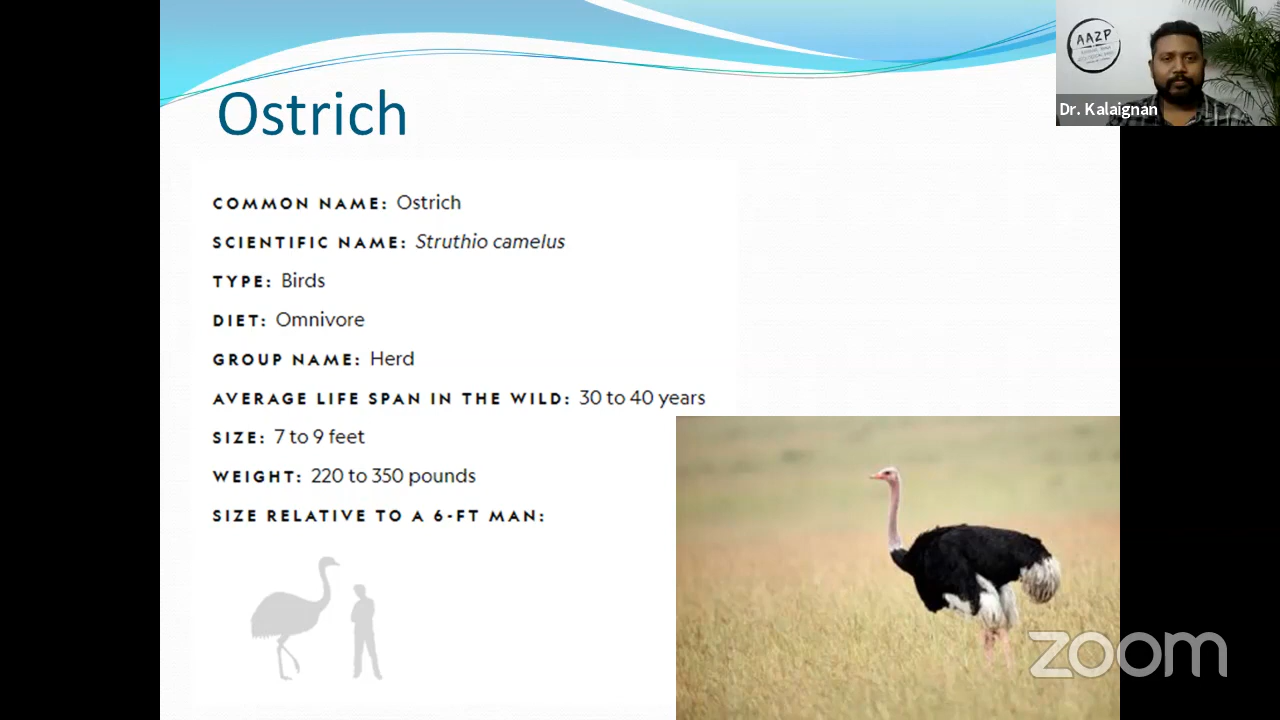 Ostrich
COMMON NAME: Ostrich
SCIENTIFIC NAME: Struthio camelus
TYPE: Birds
DIET: Omnivore
GROUP NAME: Herd
AVERAGE LIFE SPAN IN THE WILD: 30 to 40 years
SIZE: 7 to 9 feet
WEIGHT: 220 to 350 pounds
SIZE RELATIVE TO A 6-FT MAN:
AAZP
Dr. Kalaignan
zoom